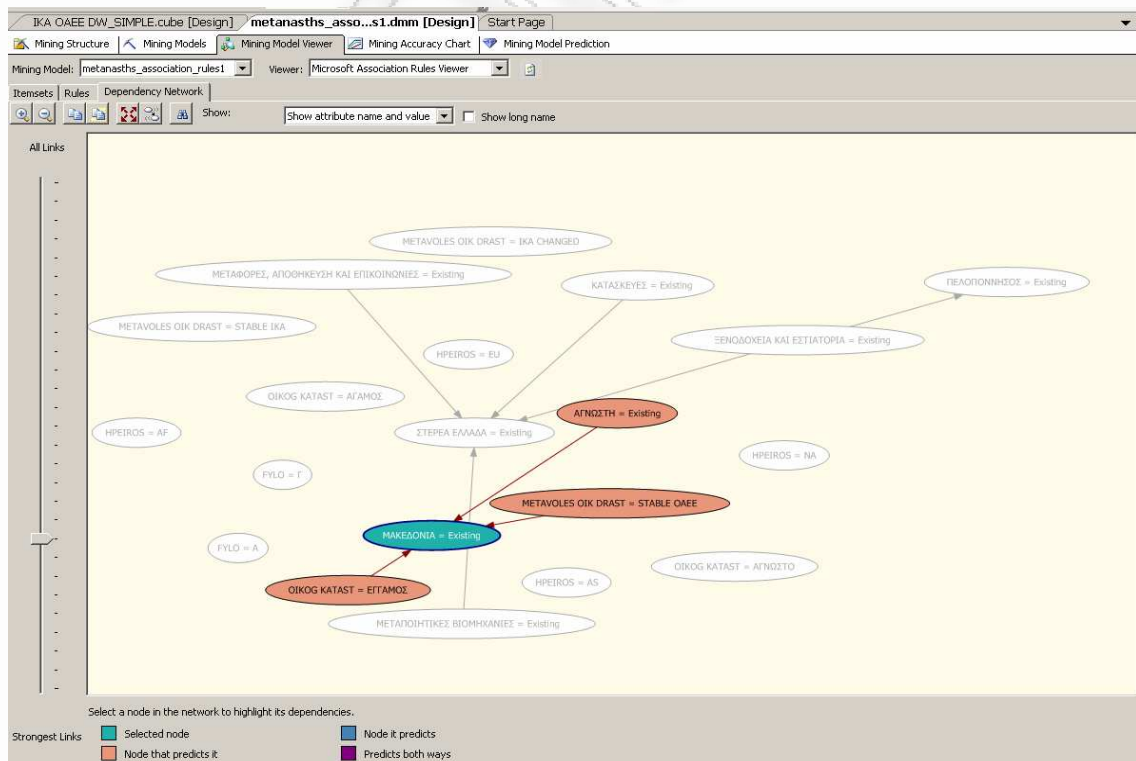 IKA OAEE DW_SIMPLE.cube [Design] metanasths_asso...s1.dmm [Design] Start Page
Mining Structure Mining Models Mining Model Viewer Mining Accuracy Chart Mining Model Prediction
Mining Model: metanasths_association_rules1 Viewer: Microsoft Association Rules Viewer
Itemsets Rules Dependency Network
Show: Show attribute name and value Show long name
All Links
METAVOLES OIK DRAST = IKA CHANGED
ΜΕΤΑΦΟΡΕΣ, ΑΠΟΘΗΚΕΥΣΗ ΚΑΙ ΕΠΙΚΟΙΝΩΝΙΕΣ = Existing
ΚΑΤΑΣΚΕΥΕΣ = Existing
ΠΕΛΟΠΟΝΝΗΣΟΣ = Existing
METAVOLES OIK DRAST = STABLE IKA
ΞΕΝΟΔΟΧΕΙΑ ΚΑΙ ΕΣΤΙΑΤΟΡΙΑ = Existing
HPEIROS = EU
OIKOG KATAST = ΑΓΑΜΟΣ
ΑΓΝΩΣΤΗ = Existing
HPEIROS = AF
ΣΤΕΡΕΑ ΕΛΛΑΔΑ = Existing
HPEIROS = NA
FYLO = Γ
METAVOLES OIK DRAST = STABLE OAEE
ΜΑΚΕΔΟΝΙΑ = Existing
FYLO = Α
OIKOG KATAST = ΑΓΝΩΣΤΟ
HPEIROS = AS
OIKOG KATAST = ΕΓΓΑΜΟΣ
ΜΕΤΑΠΟΙΗΤΙΚΕΣ ΒΙΟΜΗΧΑΝΙΕΣ = Existing
Select a node in the network to highlight its dependencies.
Strongest Links Selected node Node it predicts
Node that predicts it Predicts both ways